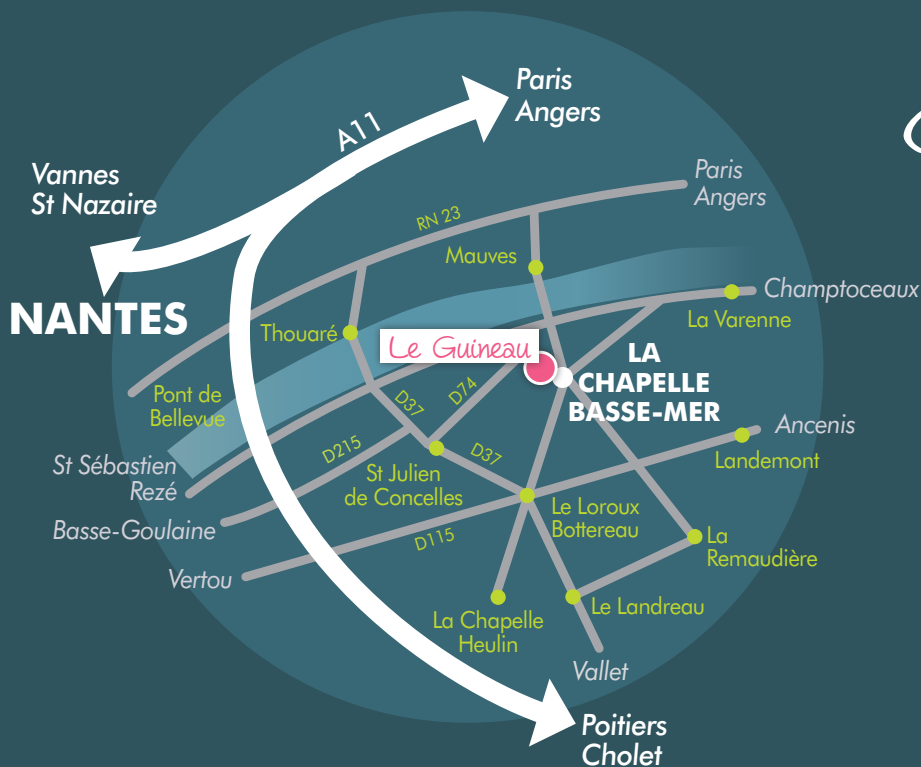 Paris
Angers
A11
Vannes
St Nazaire
Paris
Angers
RN 23
Mauves
Champtoceaux
NANTES
La Varenne
Thouaré
Le Guineau
LA
CHAPELLE
BASSE-MER
Pont de
Bellevue
D37
D74
Ancenis
D215
D37
Landemont
St Sébastien
Rezé
St Julien
de Concelles
Le Loroux
Bottereau
Basse-Goulaine
D115
La
Remaudière
Vertou
La Chapelle
Heulin
Le Landreau
Vallet
Poitiers
Cholet